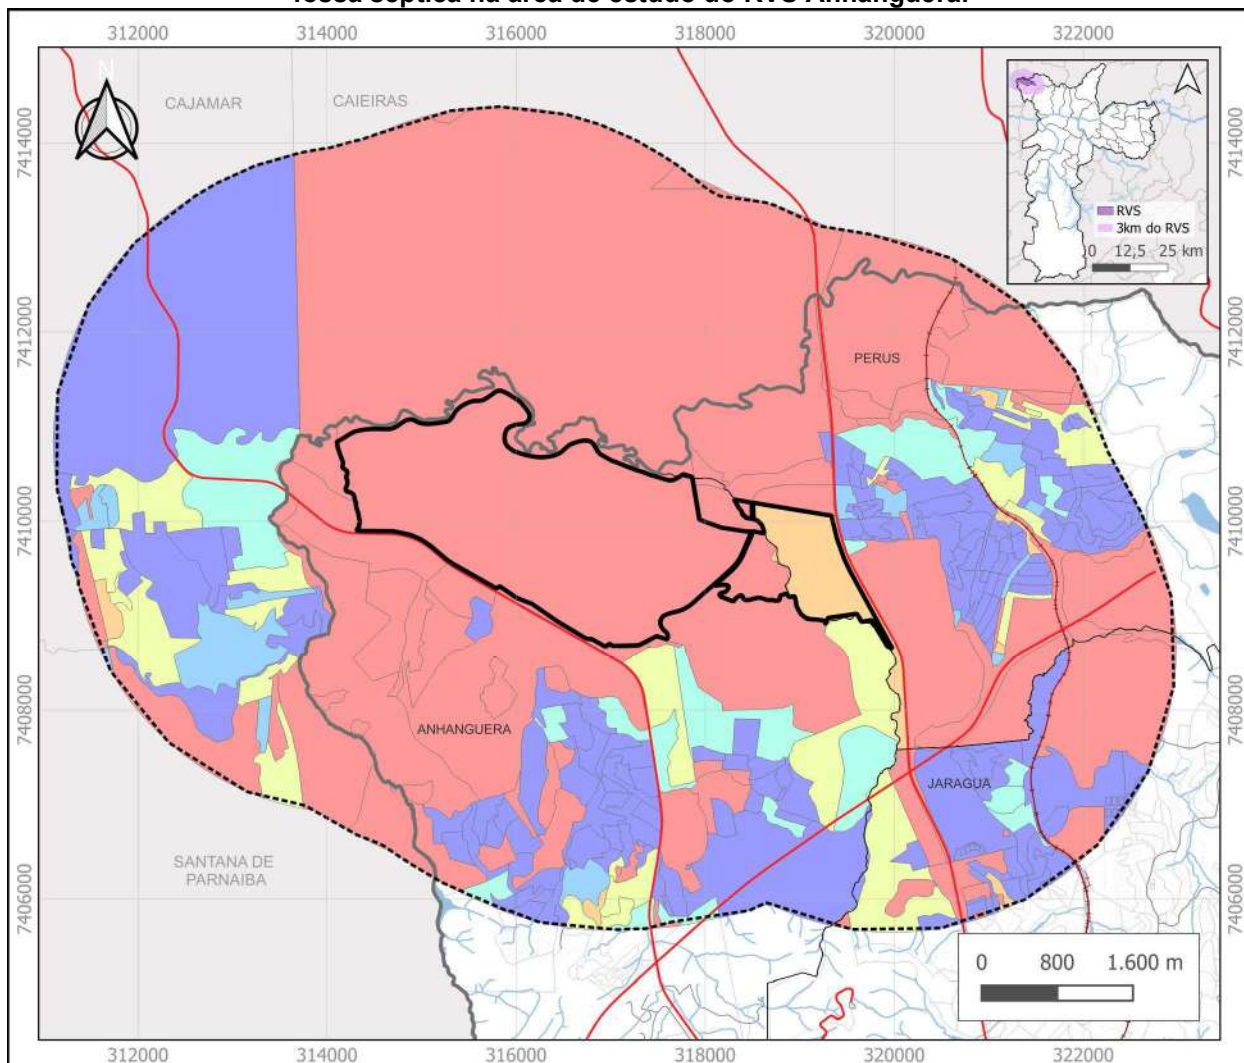 fossa séptica na área de estudo do RVS Anhanguera.
312000 314000 316000 318000 320000 322000
N
CAJAMAR
CAIEIRAS
7414000
7414000
RVS
3km do RVS
0 12,5 25 km
7412000
7412000
PERUS
7410000
7410000
7408000
7408000
ANHANGUERA
JARAGUA
SANTANA DE
PARNAIBA
7406000
7406000
0 800 1.600 m
312000 314000 316000 318000 320000 322000